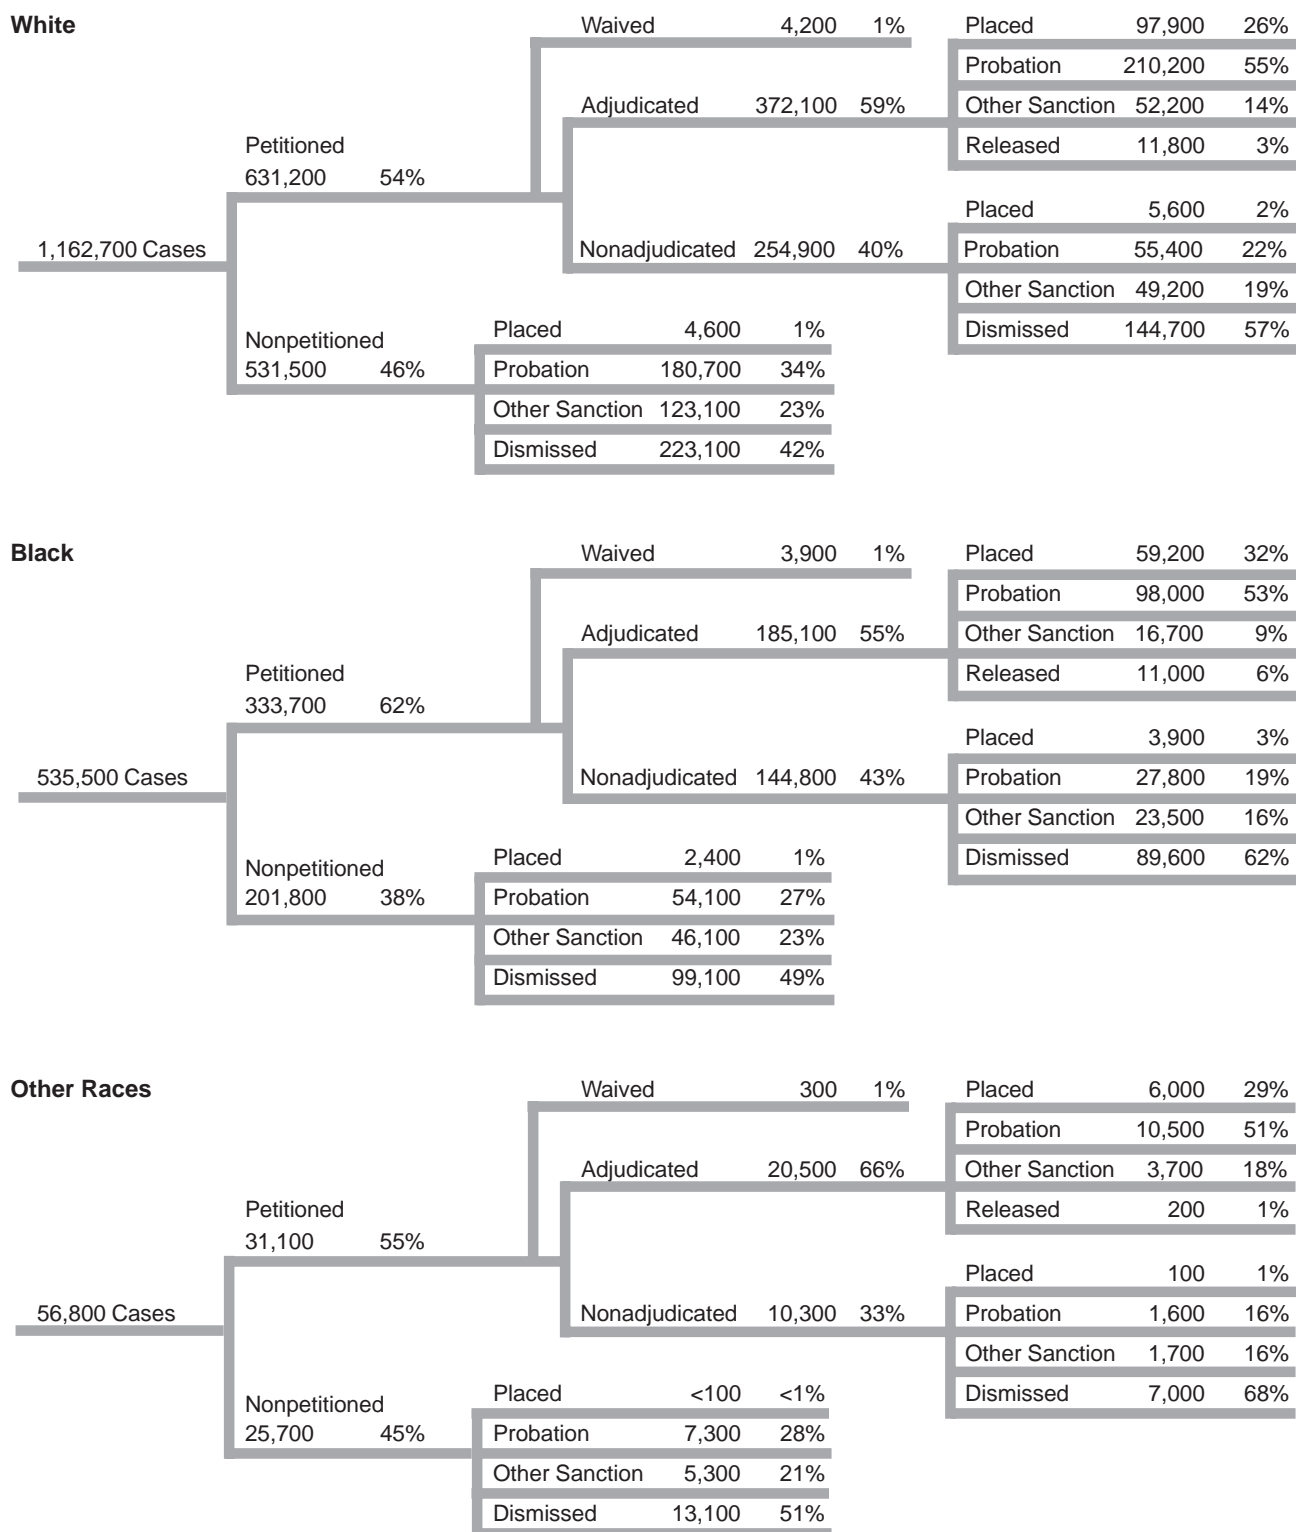 White
Waived 4,200 1%
Placed 97,900 26%
Probation 210,200 55%
Adjudicated 372,100 59%
Other Sanction 52,200 14%
Released 11,800 3%
Petitioned
631,200 54%
Placed 5,600 2%
1,162,700 Cases
Nonadjudicated 254,900 40%
Probation 55,400 22%
Other Sanction 49,200 19%
Dismissed 144,700 57%
Nonpetitioned
531,500 46%
Placed 4,600 1%
Probation 180,700 34%
Other Sanction 123,100 23%
Dismissed 223,100 42%
Black
Waived 3,900 1%
Placed 59,200 32%
Probation 98,000 53%
Adjudicated 185,100 55%
Other Sanction 16,700 9%
Released 11,000 6%
Petitioned
333,700 62%
Placed 3,900 3%
535,500 Cases
Nonadjudicated 144,800 43%
Probation 27,800 19%
Other Sanction 23,500 16%
Dismissed 89,600 62%
Nonpetitioned
201,800 38%
Placed 2,400 1%
Probation 54,100 27%
Other Sanction 46,100 23%
Dismissed 99,100 49%
Other Races
Waived 300 1%
Placed 6,000 29%
Probation 10,500 51%
Adjudicated 20,500 66%
Other Sanction 3,700 18%
Released 200 1%
Petitioned
31,100 55%
Placed 100 1%
56,800 Cases
Nonadjudicated 10,300 33%
Probation 1,600 16%
Other Sanction 1,700 16%
Dismissed 7,000 68%
Nonpetitioned
25,700 45%
Placed <100 <1%
Probation 7,300 28%
Other Sanction 5,300 21%
Dismissed 13,100 51%